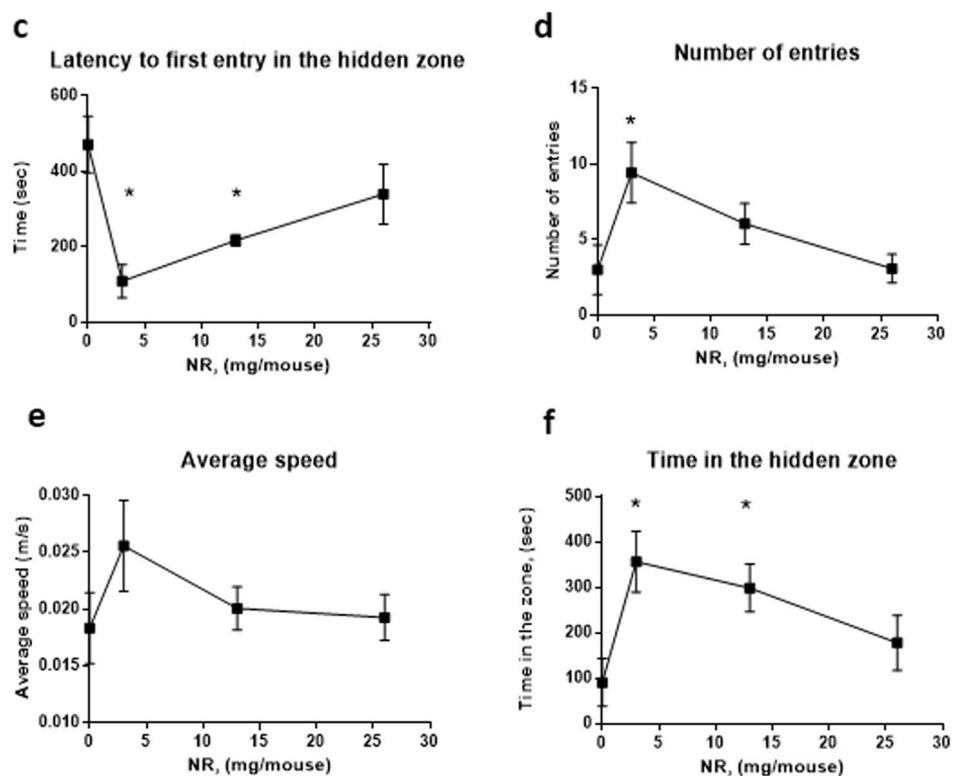 c
Latency to first entry in the hidden zone
600
400
200
0
Time (sec)
*
*
0 5 10 15 20 25 30
NR, (mg/mouse)
d
Number of entries
15
10
5
0
Number of entries
*
0 5 10 15 20 25 30
NR, (mg/mouse)
e
Average speed
0.030
0.025
0.020
0.015
0.010
Average speed (m/s)
0 5 10 15 20 25 30
NR, (mg/mouse)
f
Time in the hidden zone
500
400
300
200
100
0
Time in the zone, (sec)
*
*
0 5 10 15 20 25 30
NR, (mg/mouse)